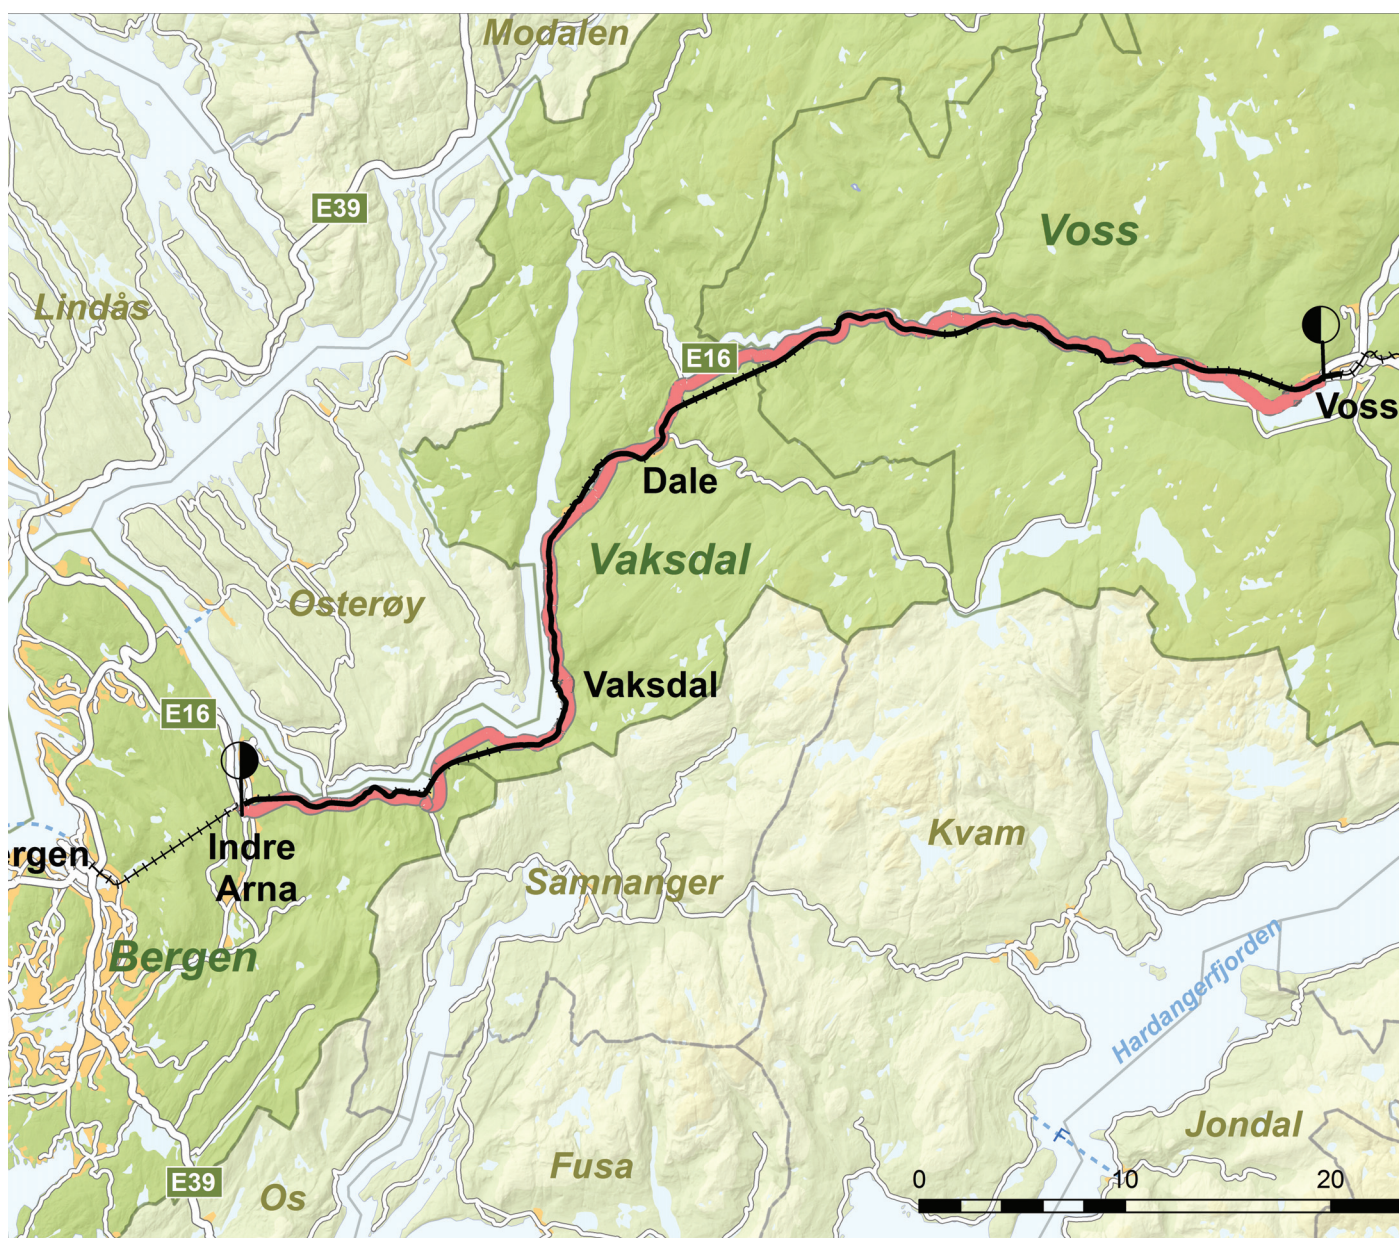 Modalen
E39
Voss
Lindås
E16
Voss
Dale
Vaksdal
Osterøy
Vaksdal
E16
Indre
Arna
rgen
Kvam
Samnanger
Bergen
Hardangerfjorden
Jondal
F
Fusa
E39
Os
0 10 20